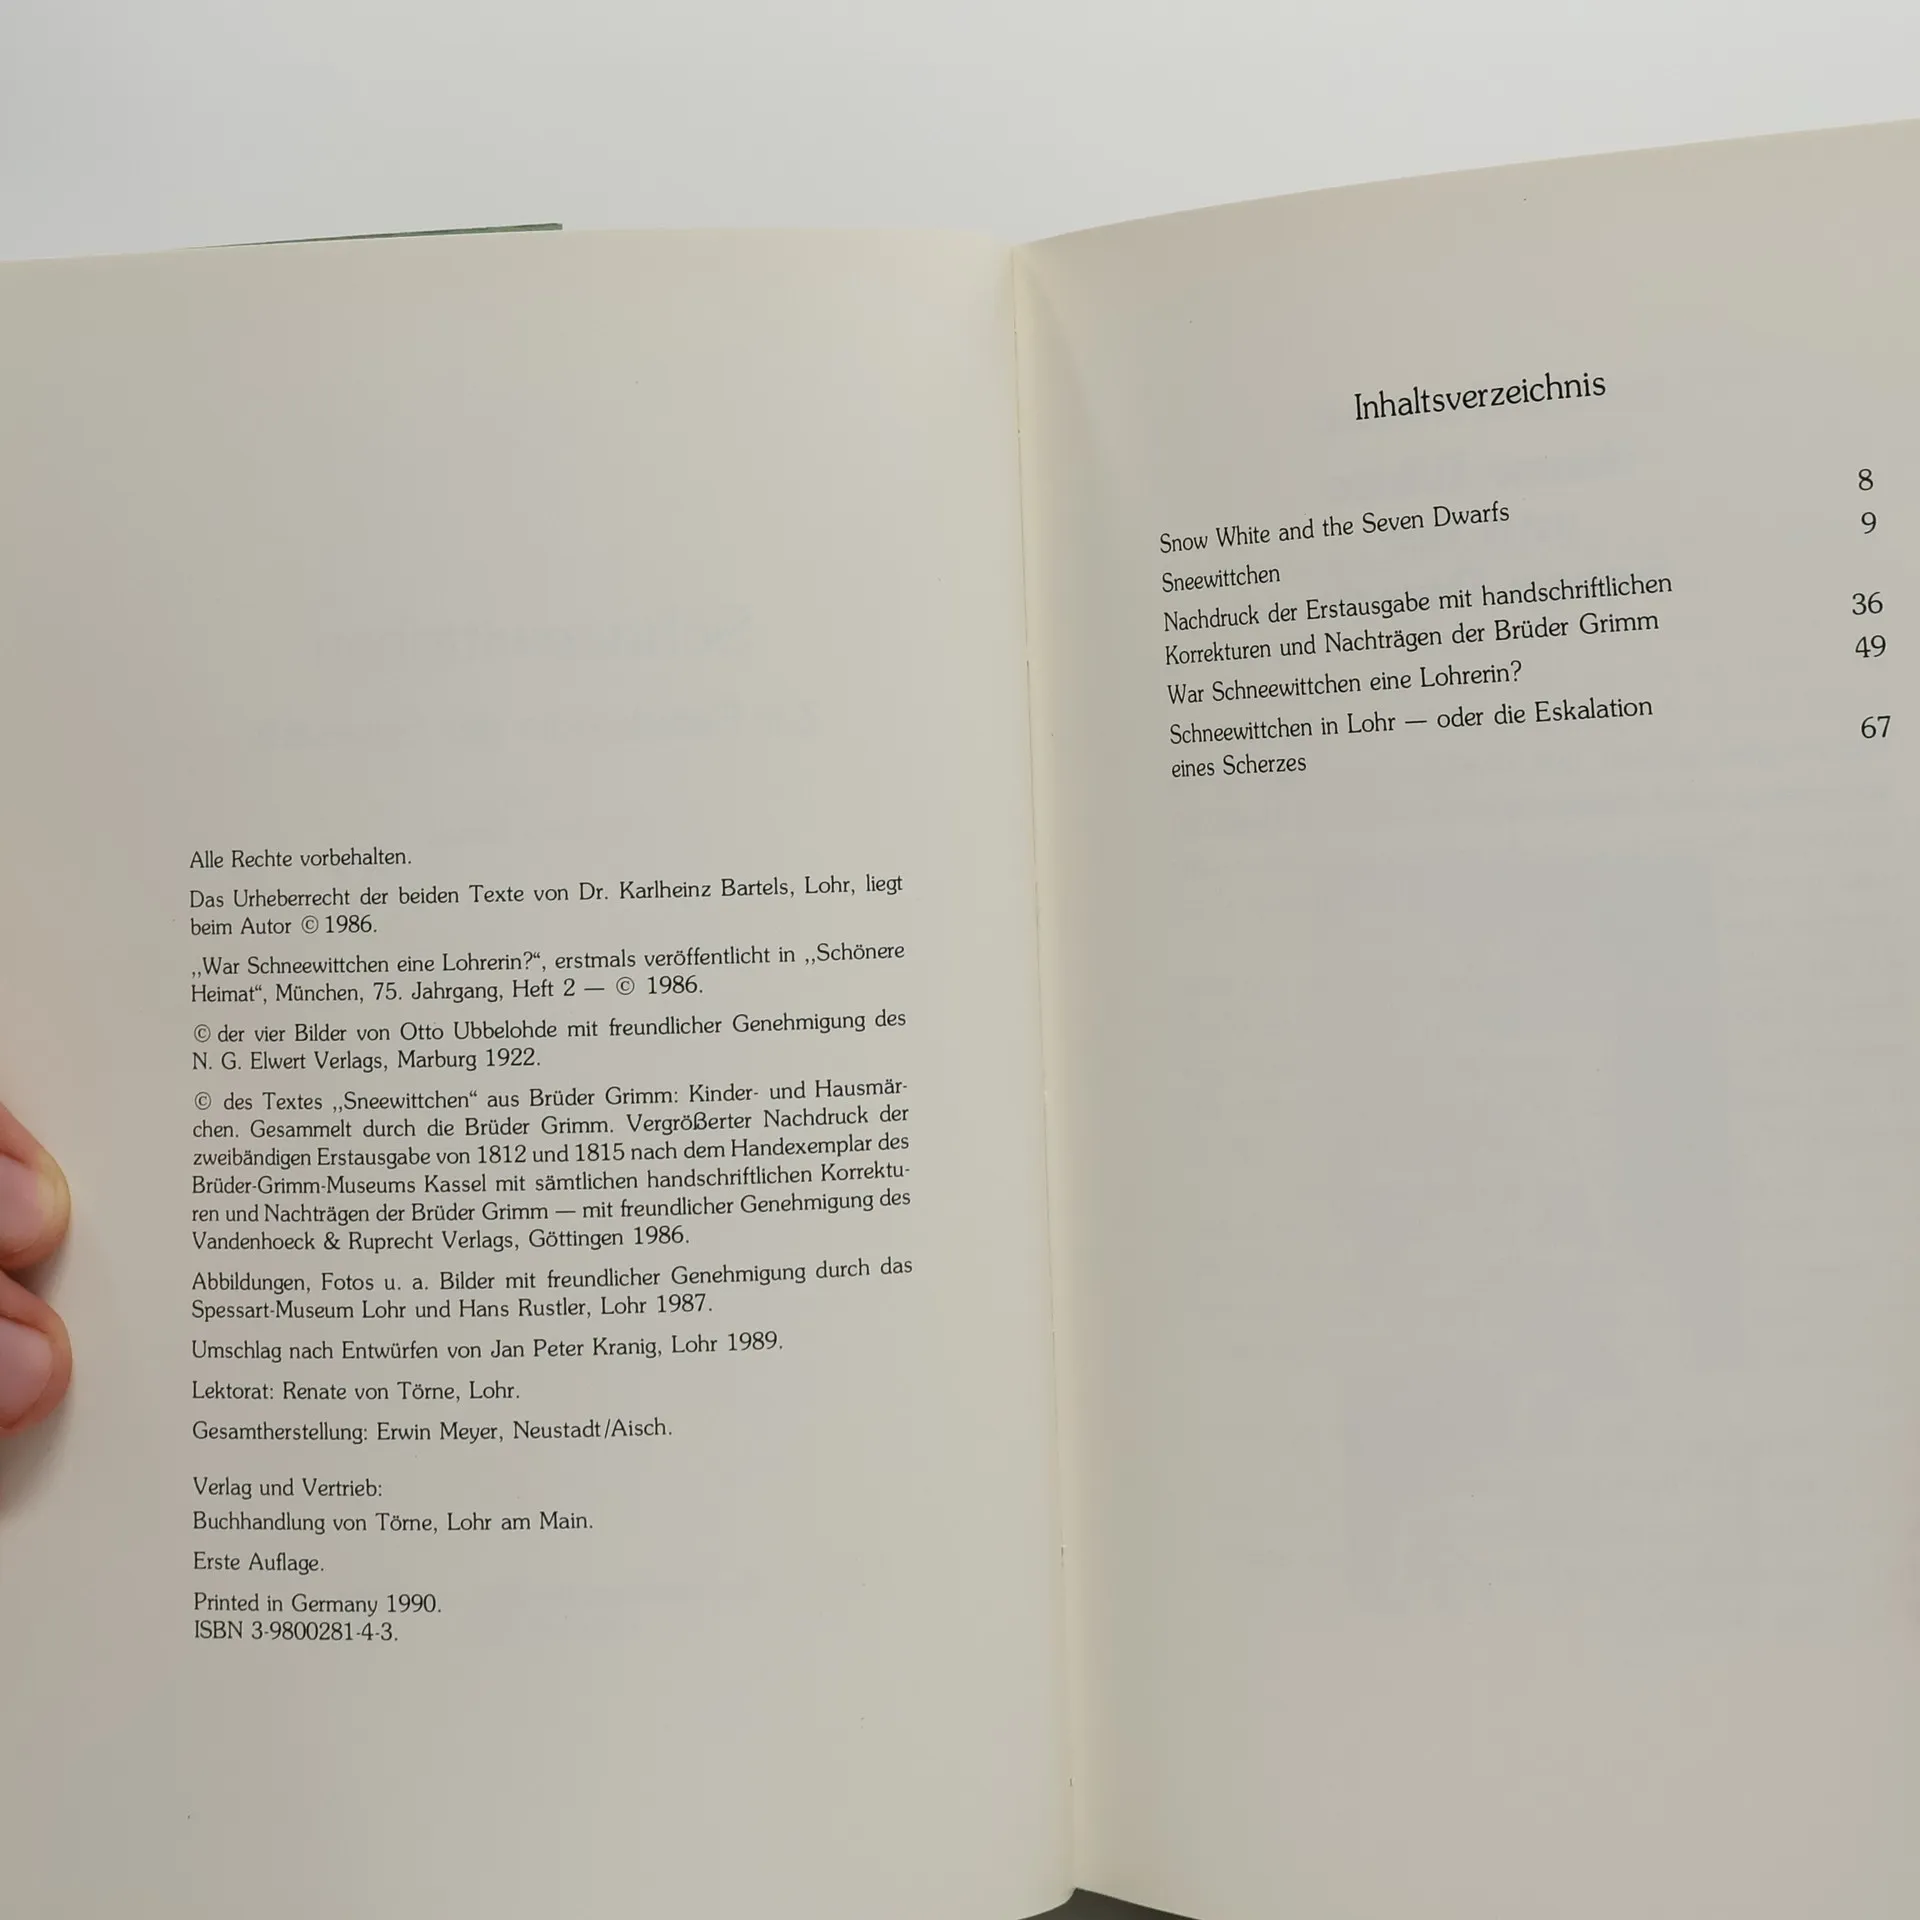 Alle Rechte vorbehalten.
Das Urheberrecht der beiden Texte von Dr. Karlheinz Bartels, Lohr, liegt
beim Autor © 1986.
,,War Schneewittchen eine Lohrerin?“, erstmals veröffentlicht in ,,Schönere
Heimat“, München, 75. Jahrgang, Heft 2 — © 1986.
© der vier Bilder von Otto Ubbelohde mit freundlicher Genehmigung des
N. G. Elwert Verlags, Marburg 1922.
© des Textes ,,Sneewittchen“ aus Brüder Grimm: Kinder- und Hausmär-
chen. Gesammelt durch die Brüder Grimm. Vergrößerter Nachdruck der
zweibändigen Erstausgabe von 1812 und 1815 nach dem Handexemplar des
Brüder-Grimm-Museums Kassel mit sämtlichen handschriftlichen Korrektu-
ren und Nachträgen der Brüder Grimm — mit freundlicher Genehmigung des
Vandenhoeck & Ruprecht Verlags, Göttingen 1986.
Abbildungen, Fotos u. a. Bilder mit freundlicher Genehmigung durch das
Spessart-Museum Lohr und Hans Rustler, Lohr 1987.
Umschlag nach Entwürfen von Jan Peter Kranig, Lohr 1989.
Lektorat: Renate von Törne, Lohr.
Gesamtherstellung: Erwin Meyer, Neustadt/Aisch.
Verlag und Vertrieb:
Buchhandlung von Törne, Lohr am Main.
Erste Auflage.
Printed in Germany 1990.
ISBN 3-9800281-4-3.
Inhaltsverzeichnis
Snow White and the Seven Dwarfs 8
Sneewittchen 9
Nachdruck der Erstausgabe mit handschriftlichen
Korrekturen und Nachträgen der Brüder Grimm 36
War Schneewittchen eine Lohrerin? 49
Schneewittchen in Lohr — oder die Eskalation
eines Scherzes 67